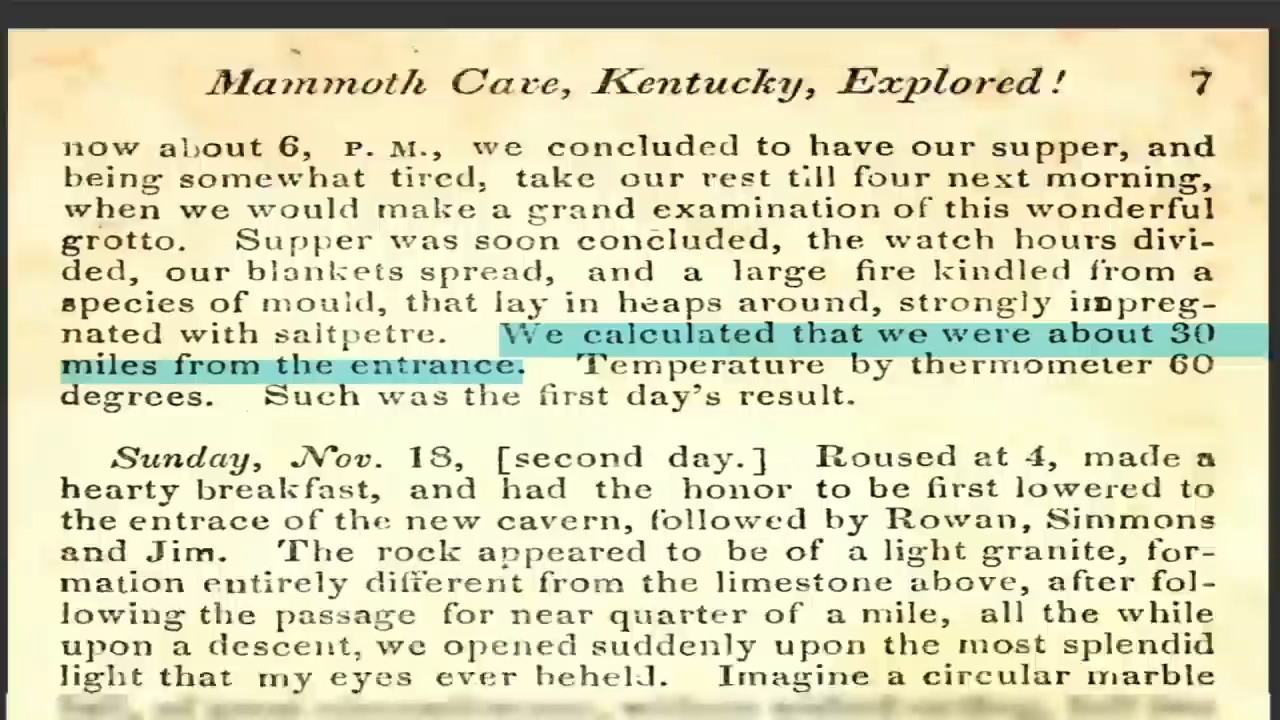 Mammoth Cave, Kentucky, Explored! 7
now about 6, P. M., we concluded to have our supper, and
being somewhat tired, take our rest till four next morning,
when we would make a grand examination of this wonderful
grotto. Supper was soon concluded, the watch hours divi-
ded, our blankets spread, and a large fire kindled from a
species of mould, that lay in heaps around, strongly impreg-
nated with saltpetre. We calculated that we were about 30
miles from the entrance. Temperature by thermometer 60
degrees. Such was the first day's result.
Sunday, Nov. 18, [second day.] Roused at 4, made a
hearty breakfast, and had the honor to be first lowered to
the entrace of the new cavern, followed by Rowan, Simmons
and Jim. The rock appeared to be of a light granite, for-
mation entirely different from the limestone above, after fol-
lowing the passage for near quarter of a mile, all the while
upon a descent, we opened suddenly upon the most splendid
light that my eyes ever beheld. Imagine a circular marble